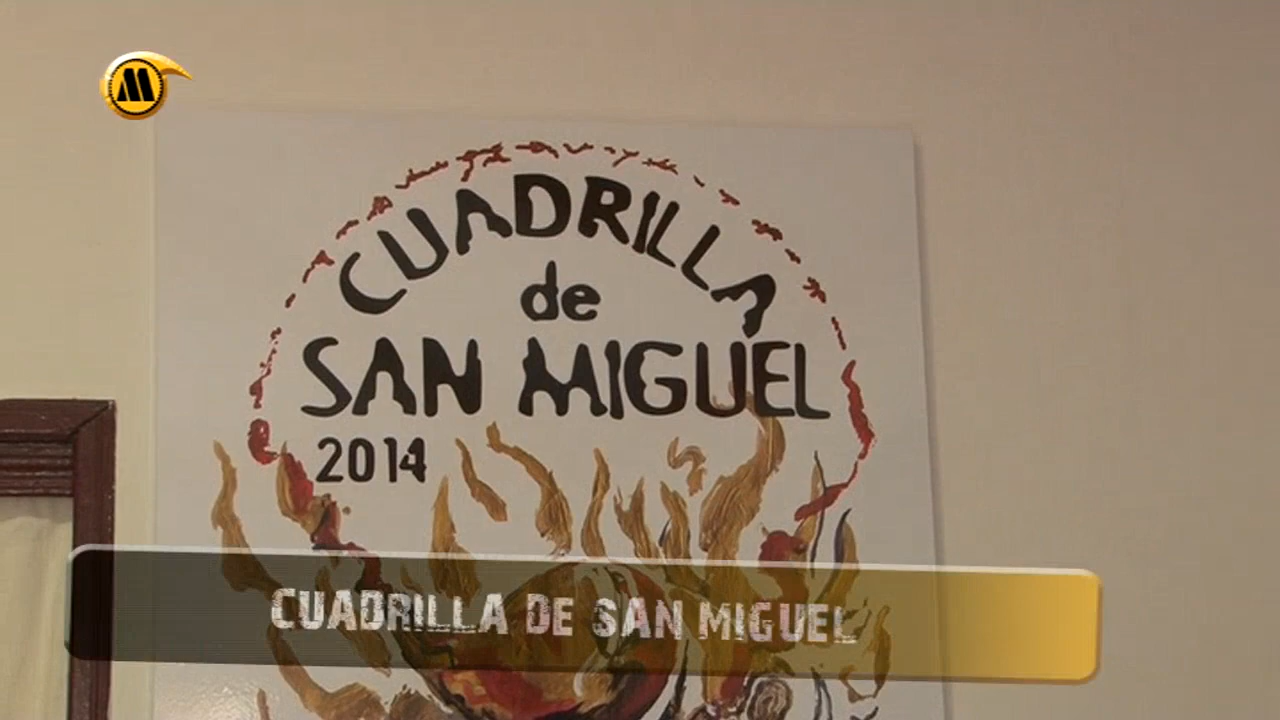 M
CUADRILLA
de
SAN MIGUEL
2014
CUADRILLA DE SAN MIGUEL